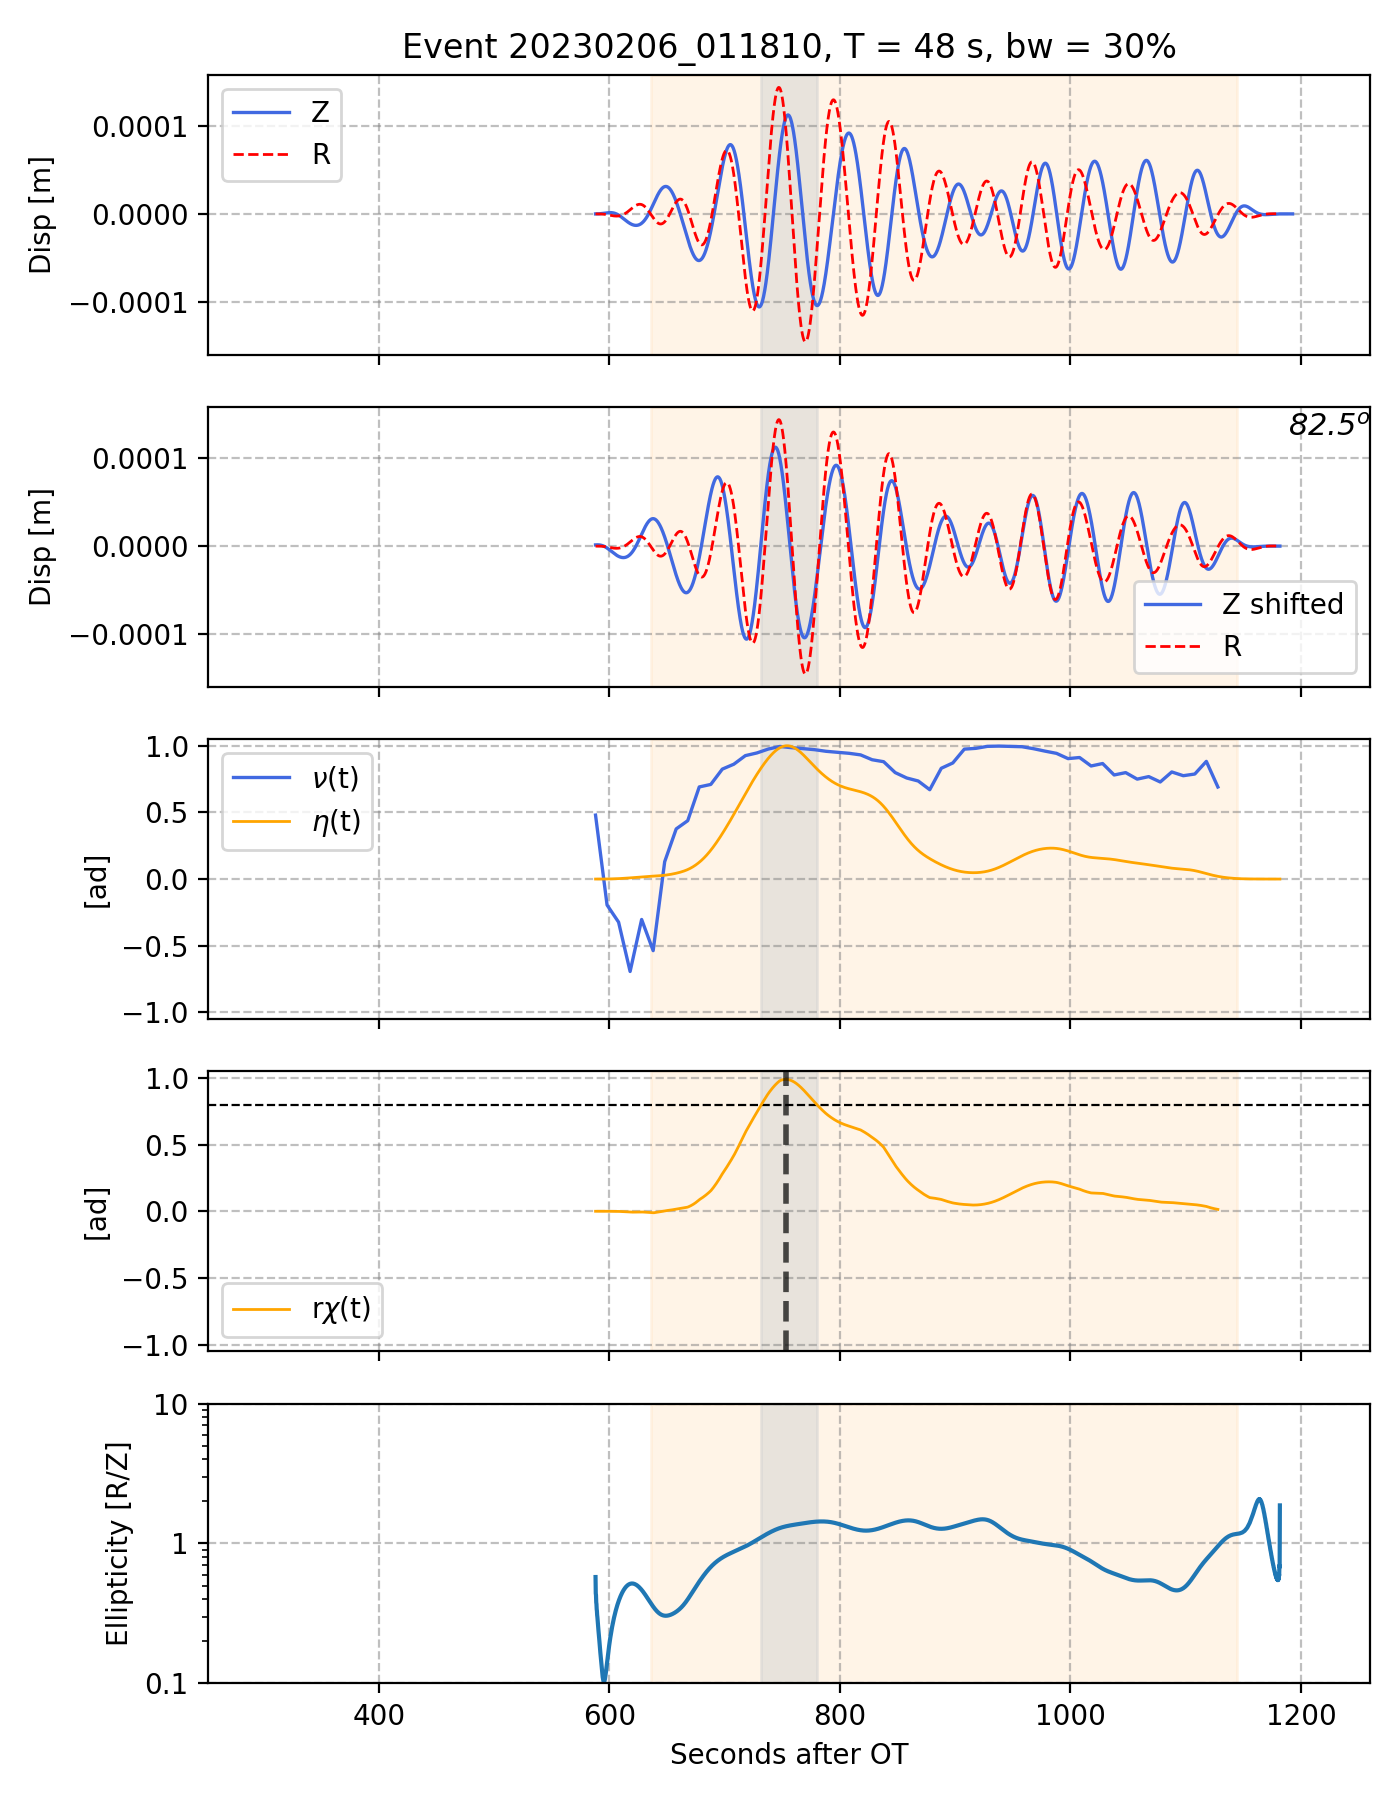 Event 20230206_011810, T = 48 s, bw = 30%
Z
R
0.0001
0.0000
−0.0001
Disp [m]
82.5º
0.0001
0.0000
−0.0001
Disp [m]
Z shifted
R
ν(t)
η(t)
1.0
0.5
0.0
−0.5
−1.0
[ad]
1.0
0.5
0.0
−0.5
−1.0
[ad]
rχ(t)
10
1
0.1
Ellipticity [R/Z]
400 600 800 1000 1200
Seconds after OT